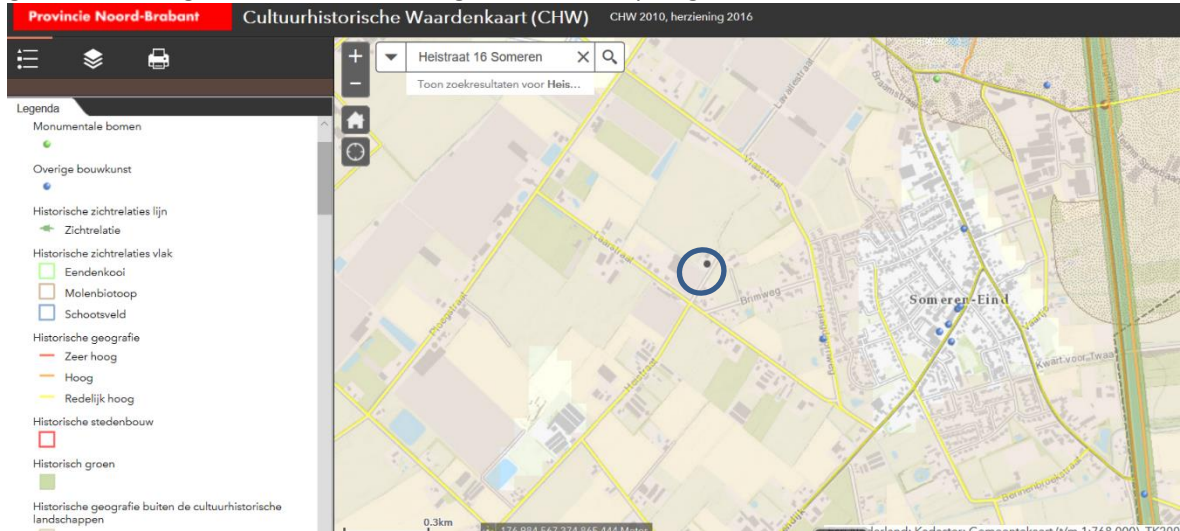 Provincie Noord-Brabant
Cultuurhistorische Waardenkaart (CHW)
CHW 2010, herziening 2016
Heistraat 16 Someren
Toon zoekresultaten voor Heis...
Legenda
Monumentale bomen
Overige bouwkunst
Historische zichtrelaties lijn
Zichtrelatie
Historische zichtrelaties vlak
Eendenkooi
Molenbiotoop
Schootsveld
Historische geografie
Zeer hoog
Hoog
Redelijk hoog
Historische stedenbouw
Historisch groen
Historische geografie buiten de cultuurhistorische
landschappen
Braamstraat
Laarstraat
Brimweg
Someren-Eind
Vaartje
Kwart voor Twaa
Heistraat
0.3km